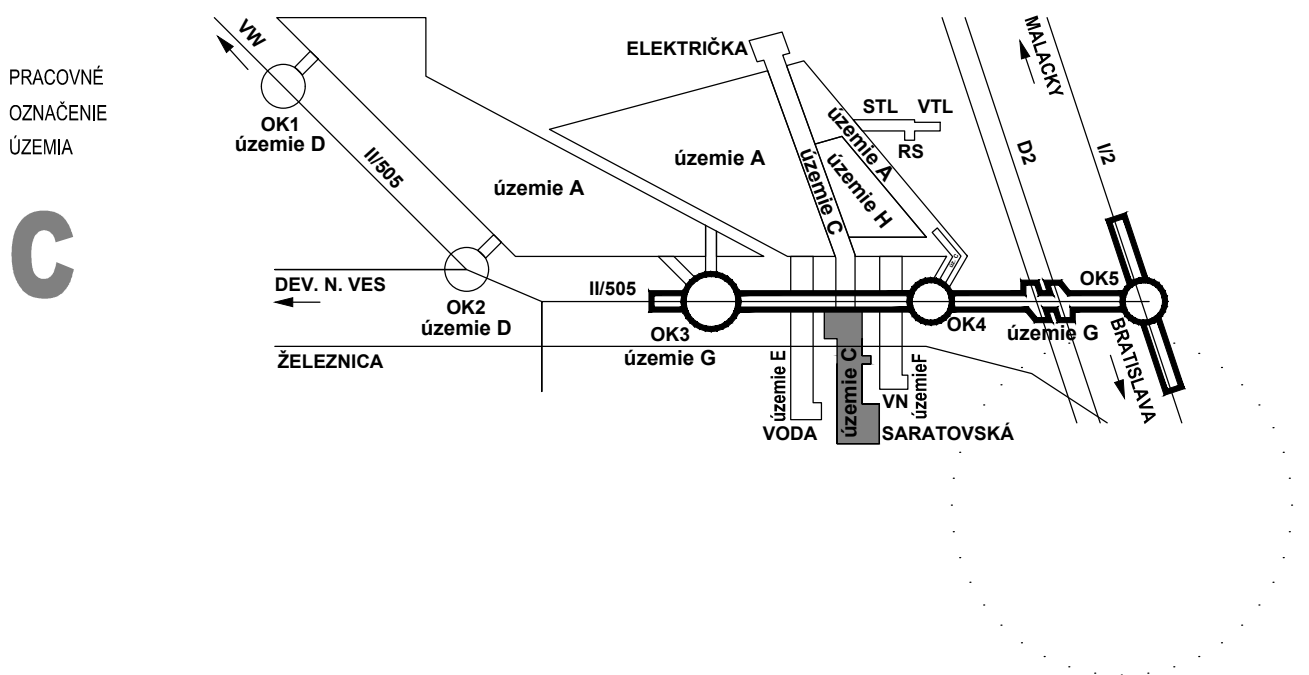 PRACOVNÉ
OZNAČENIE
ÚZEMIA
C
VW
OK1
územie D
II/505
územie A
ELEKTRIČKA
územie A
územie C
územie A
územie H
STL VTL
RS
D2
I/2
MALACKY
DEV. N. VES
OK2
územie D
II/505
OK3
územie G
OK4
OK5
územie G
BRATISLAVA
ŽELEZNICA
územie E
VODA
územie C
SARATOVSKÁ
VN
územieF